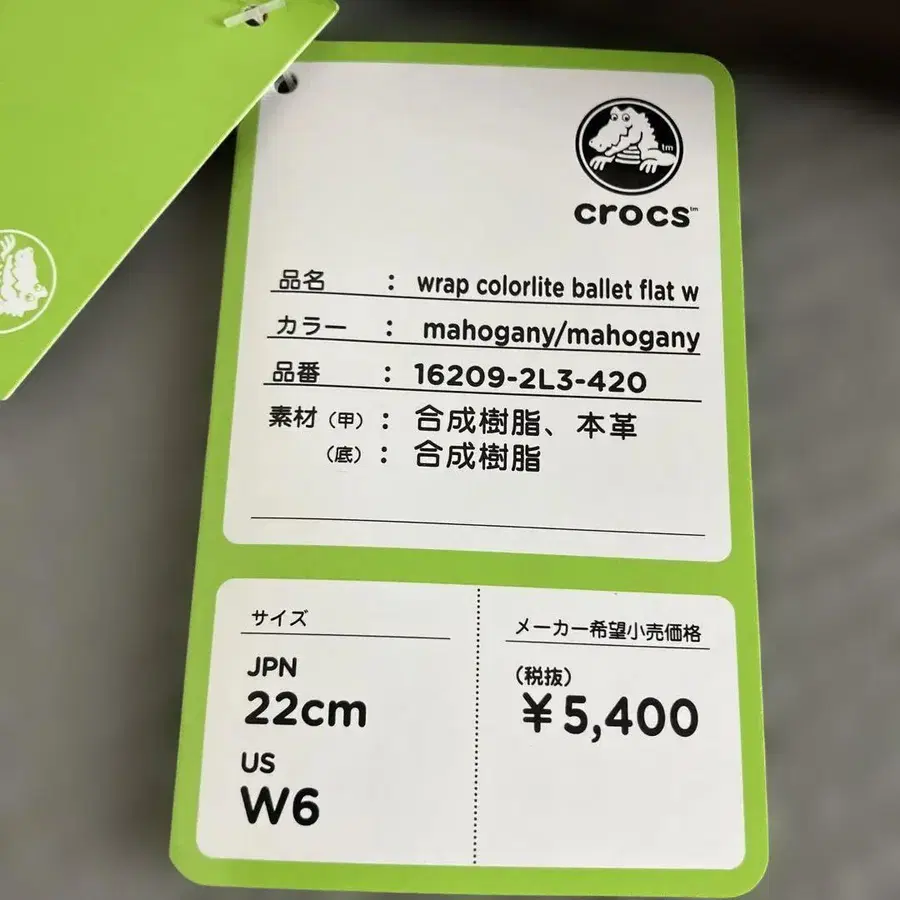 tm
crocs™
品名 : wrap colorlite ballet flat w
カラー : mahogany/mahogany
品番 : 16209-2L3-420
素材(甲): 合成樹脂、本革
(底): 合成樹脂
サイズ
JPN
22cm
US
W6
メーカー希望小売価格
(税抜)
¥5,400